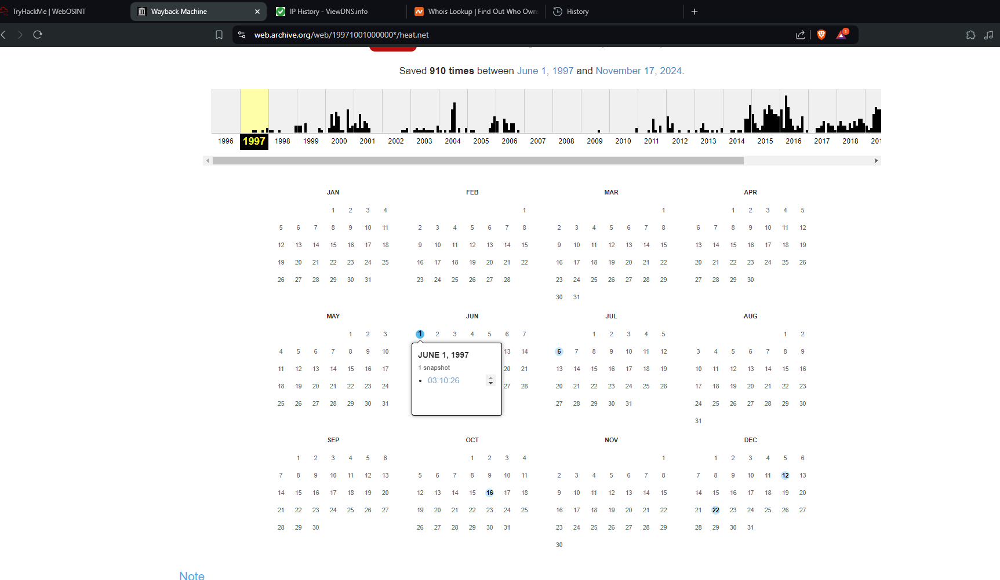 TryHackMe | WebOSINT
Wayback Machine
IP History - ViewDNS.info
Whois Lookup | Find Out Who Own
History
web.archive.org/web/19971001000000*/heat.net
1
Saved 910 times between June 1, 1997 and November 17, 2024.
1996 1997 1998 1999 2000 2001 2002 2003 2004 2005 2006 2007 2008 2009 2010 2011 2012 2013 2014 2015 2016 2017 2018 201
JAN
1 2 3 4
5 6 7 8 9 10 11
12 13 14 15 16 17 18
19 20 21 22 23 24 25
26 27 28 29 30 31
FEB
1
2 3 4 5 6 7 8
9 10 11 12 13 14 15
16 17 18 19 20 21 22
23 24 25 26 27 28
MAR
1
2 3 4 5 6 7 8
9 10 11 12 13 14 15
16 17 18 19 20 21 22
23 24 25 26 27 28 29
30 31
APR
1 2 3 4 5
6 7 8 9 10 11 12
13 14 15 16 17 18 19
20 21 22 23 24 25 26
27 28 29 30
MAY
1 2 3
4 5 6 7 8 9 10
11 12 13 14 15 16 17
18 19 20 21 22 23 24
25 26 27 28 29 30 31
JUN
1 2 3 4 5 6 7
13 14
20 21
27 28
JUNE 1, 1997
1 snapshot
• 03:10:26
JUL
1 2 3 4 5
6 7 8 9 10 11 12
13 14 15 16 17 18 19
20 21 22 23 24 25 26
27 28 29 30 31
AUG
1 2
3 4 5 6 7 8 9
10 11 12 13 14 15 16
17 18 19 20 21 22 23
24 25 26 27 28 29 30
31
SEP
1 2 3 4 5 6
7 8 9 10 11 12 13
14 15 16 17 18 19 20
21 22 23 24 25 26 27
28 29 30
OCT
1 2 3 4
5 6 7 8 9 10 11
12 13 14 15 16 17 18
19 20 21 22 23 24 25
26 27 28 29 30 31
NOV
1
2 3 4 5 6 7 8
9 10 11 12 13 14 15
16 17 18 19 20 21 22
23 24 25 26 27 28 29
30
DEC
1 2 3 4 5 6
7 8 9 10 11 12 13
14 15 16 17 18 19 20
21 22 23 24 25 26 27
28 29 30 31
Note